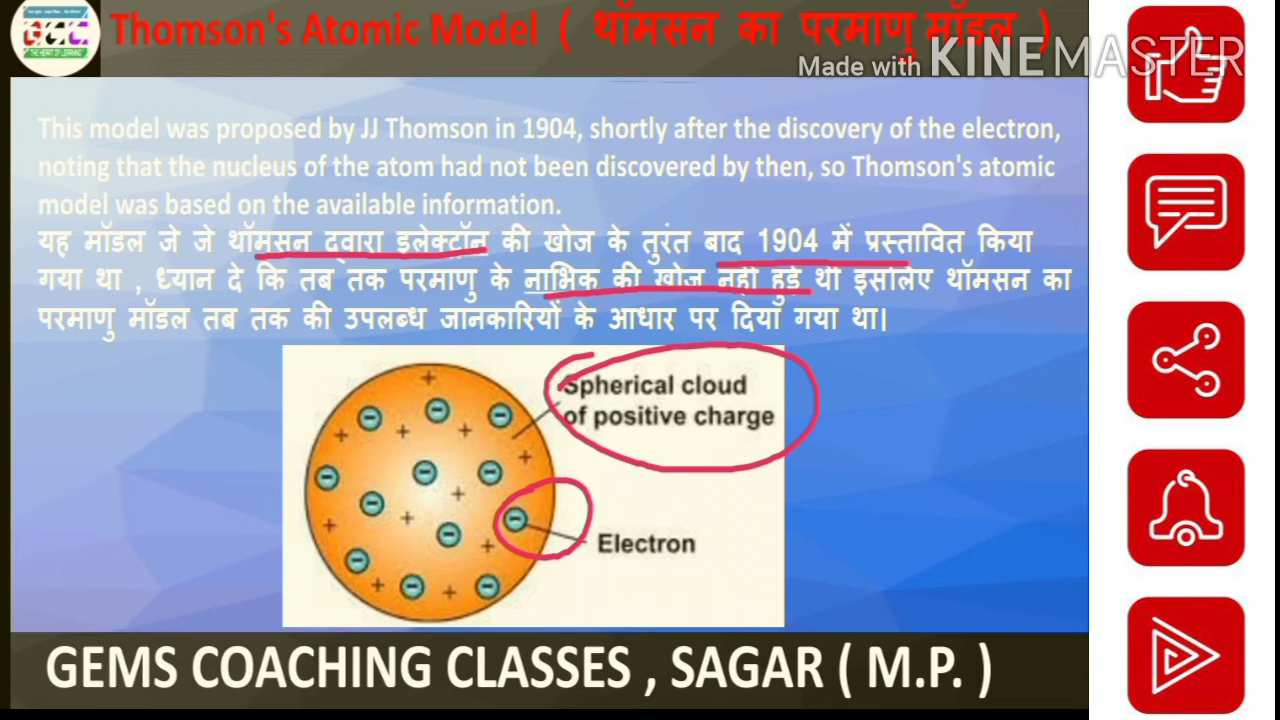 Thomson's Atomic Model ( थॉमसन का परमाणु मॉडल )
Made with KINEMASTER
This model was proposed by JJ Thomson in 1904, shortly after the discovery of the electron,
noting that the nucleus of the atom had not been discovered by then, so Thomson's atomic
model was based on the available information.
यह मॉडल जे जे थॉमसन द्वारा इलेक्ट्रॉन की खोज के तुरंत बाद 1904 में प्रस्तावित किया
गया था , ध्यान दे कि तब तक परमाणु के नाभिक की खोज नही हुई थी इसलिए थॉमसन का
परमाणु मॉडल तब तक की उपलब्ध जानकारियों के आधार पर दिया गया था।
Spherical cloud
of positive charge
Electron
GEMS COACHING CLASSES , SAGAR ( M.P. )